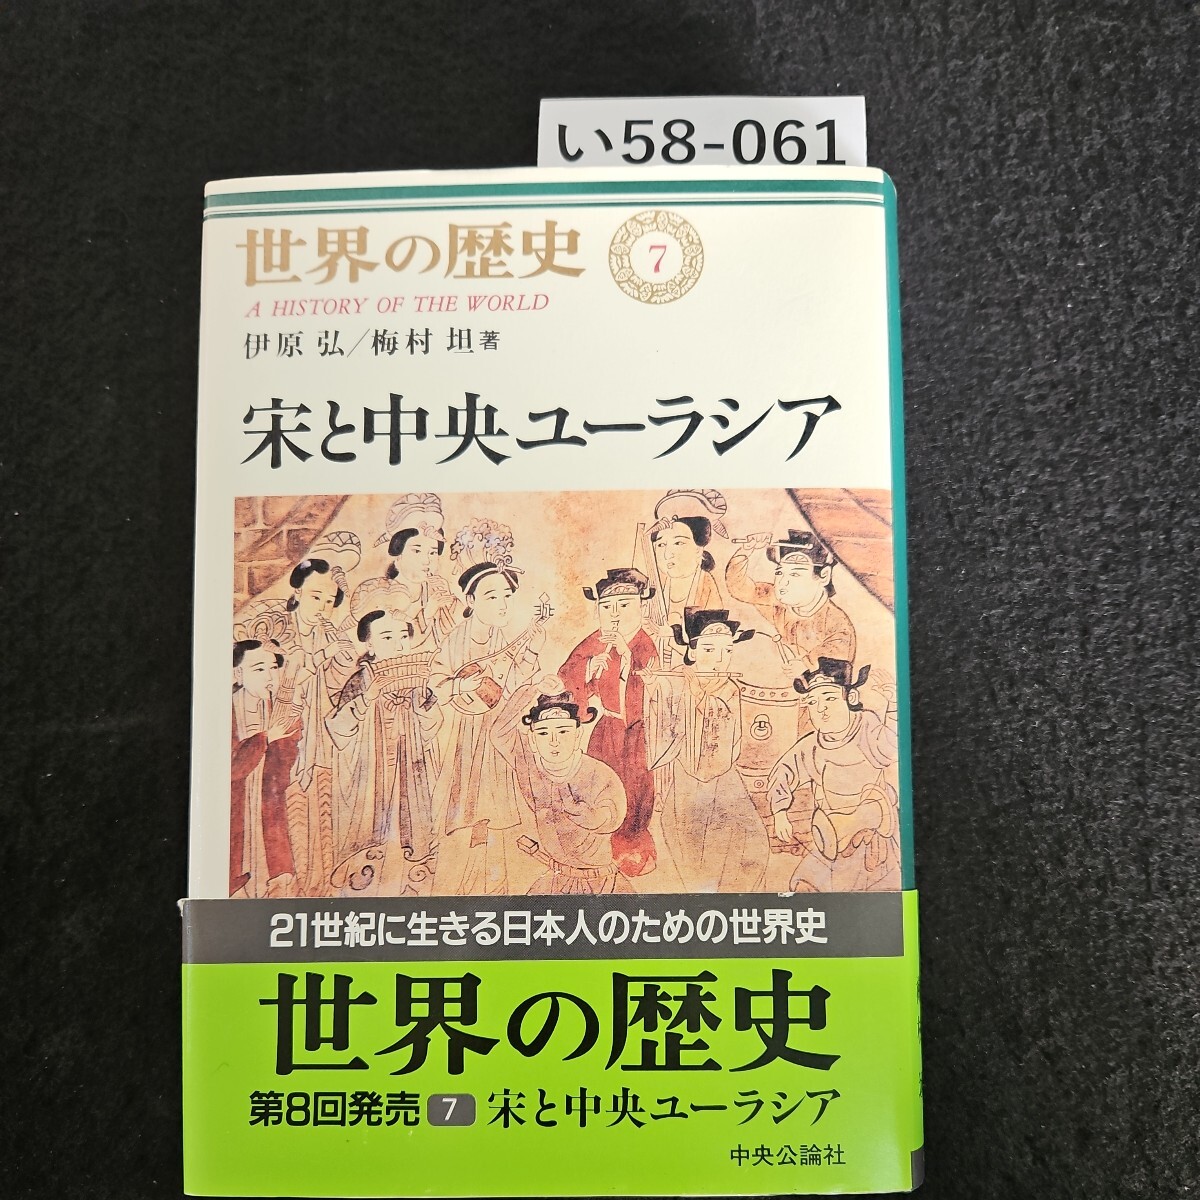 い58-061
世界の歴史 7
A HISTORY OF THE WORLD
伊原 弘/梅村 坦著
宋と中央ユーラシア
21世紀に生きる日本人のための世界史
世界の歴史
第8回発売 7 宋と中央ユーラシア
中央公論社